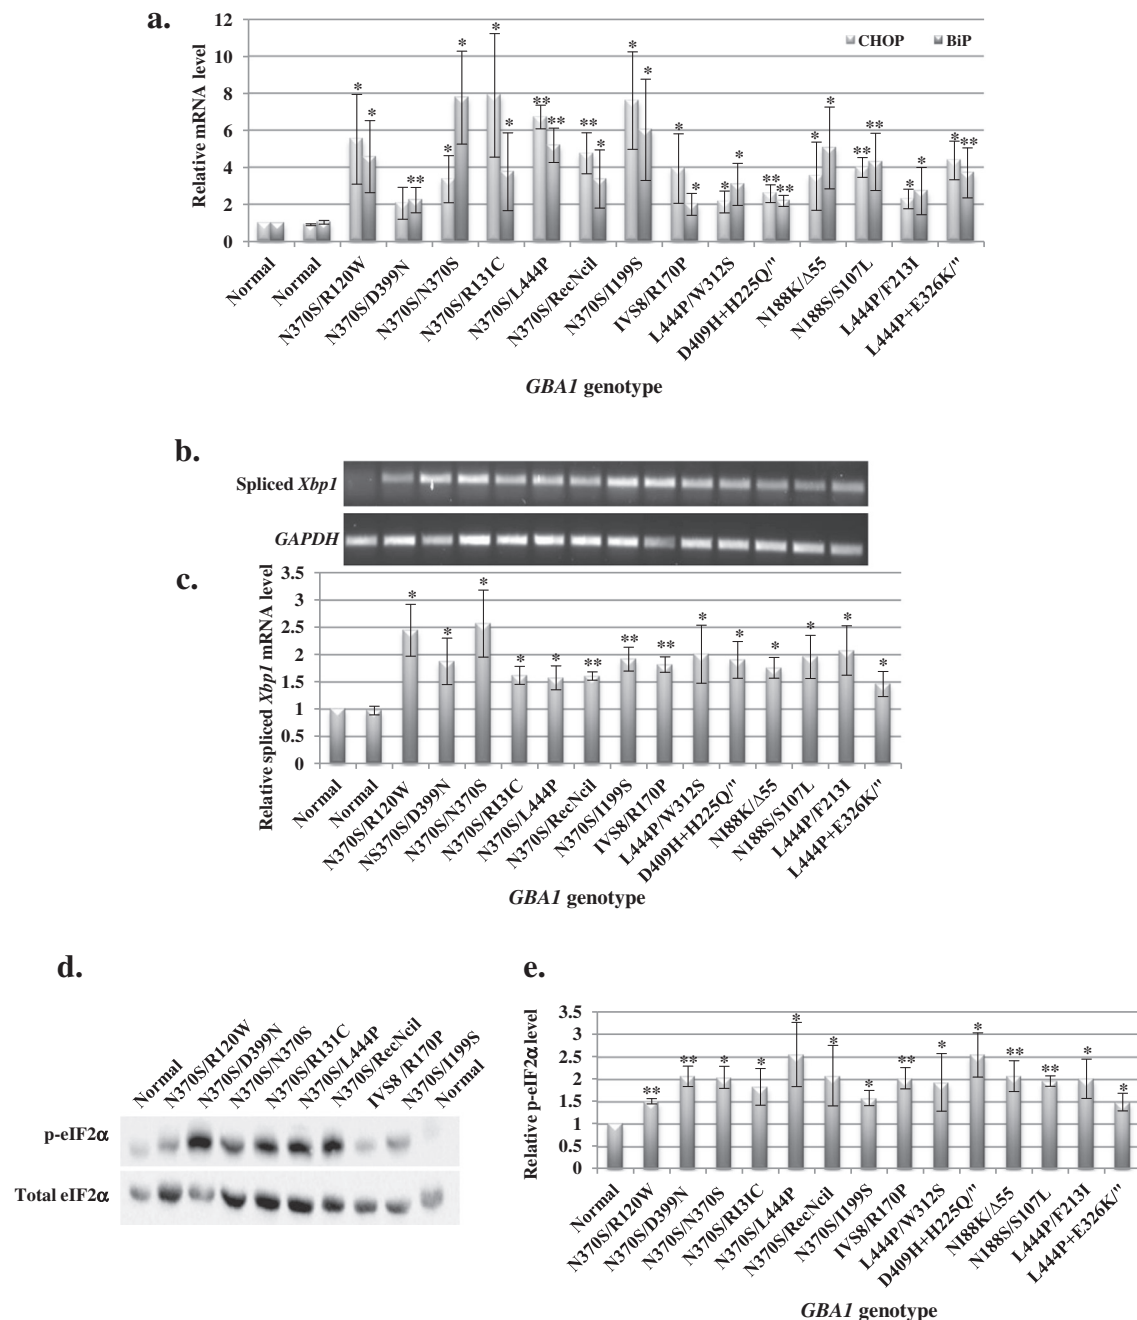 a.
12
10
8
6
4
2
0
Relative mRNA level
CHOP BiP
* * ** * * * * ** ** ** * * * * * * * ** ** * * ** ** * * * **
Normal
Normal
N370S/R120W
N370S/D399N
N370S/N370S
N370S/R131C
N370S/L444P
N370S/RecNcil
N370S/I199S
IVS8/R170P
L444P/W312S
D409H+H225Q/"
N188K/Δ55
N188S/S107L
L444P/F213I
L444P+E326K/"
GBA1 genotype
b.
Spliced Xbp1
GAPDH
c.
3.5
3
2.5
2
1.5
1
0.5
0
Relative spliced Xbp1 mRNA level
* * * * * ** ** ** * * * * * *
Normal
Normal
N370S/R120W
NS370S/D399N
N370S/N370S
N370S/R131C
N370S/L444P
N370S/RecNcil
N370S/I199S
IVS8/R170P
L444P/W312S
D409H+H225Q/"
N188K/Δ55
N188S/S107L
L444P/F213I
L444P+E326K/"
GBA1 genotype
d.
Normal
N370S/R120W
N370S/D399N
N370S/N370S
N370S/R131C
N370S/L444P
N370S/RecNcil
IVS8 /R170P
N370S/I199S
Normal
p-eIF2α
Total eIF2α
e.
3.5
3
2.5
2
1.5
1
0.5
0
Relative p-eIF2α level
** ** * * * * * ** * * ** ** * *
Normal
N370S/R120W
N370S/D399N
N370S/N370S
N370S/R131C
N370S/L444P
N370S/RecNcil
N370S/I199S
IVS8/R170P
L444P/W312S
D409H+H225Q/"
N188K/Δ55
N188S/S107L
L444P/F213I
L444P+E326K/"
GBA1 genotype